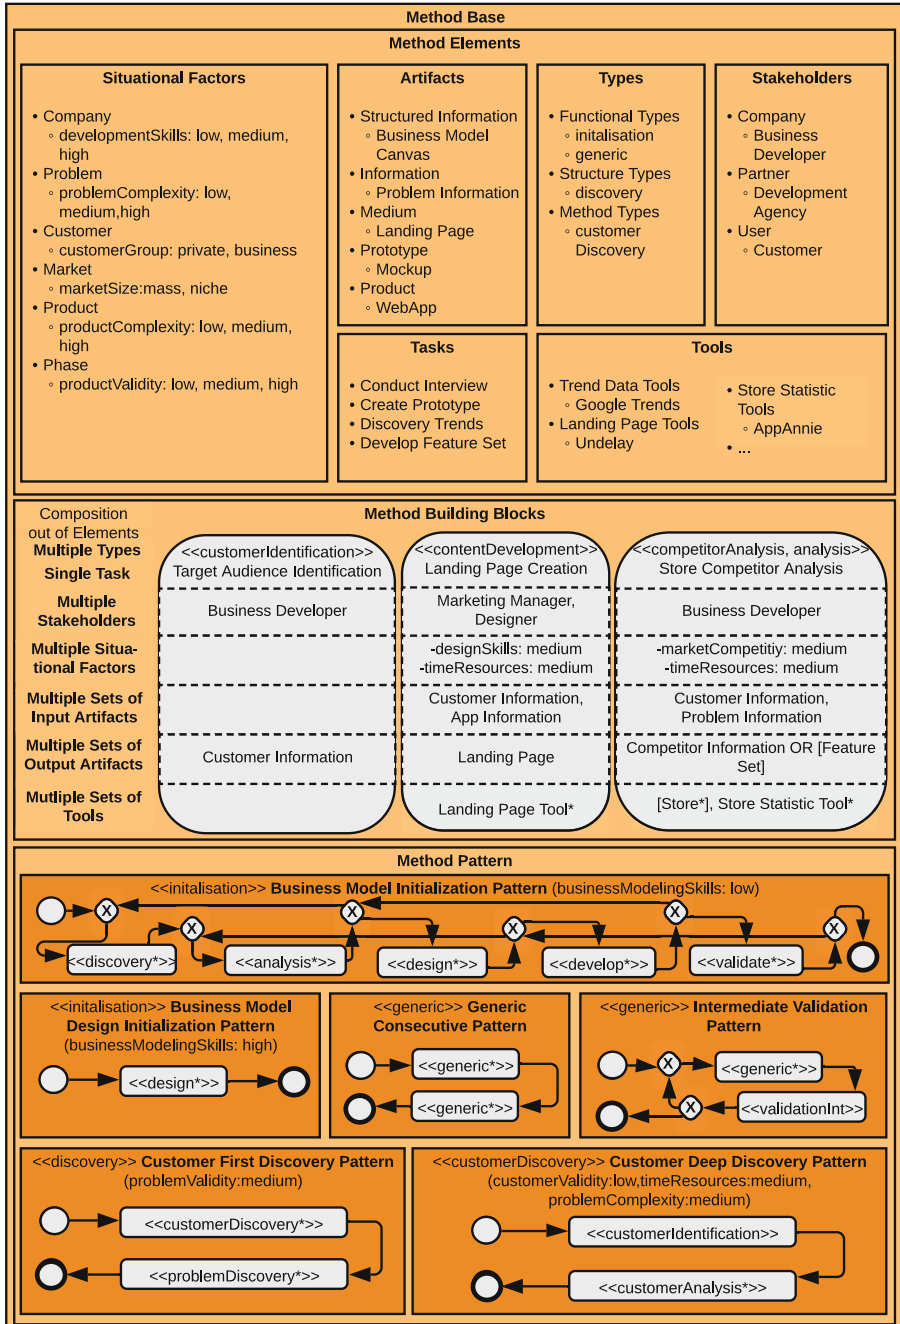 Method Base
Method Elements
Situational Factors
• Company
◦ developmentSkills: low, medium,
high
• Problem
◦ problemComplexity: low,
medium,high
• Customer
◦ customerGroup: private, business
• Market
◦ marketSize:mass, niche
• Product
◦ productComplexity: low, medium,
high
• Phase
◦ productValidity: low, medium, high
Artifacts
• Structured Information
◦ Business Model
Canvas
• Information
◦ Problem Information
• Medium
◦ Landing Page
• Prototype
◦ Mockup
• Product
◦ WebApp
Types
• Functional Types
◦ initalisation
◦ generic
• Structure Types
◦ discovery
• Method Types
◦ customer
Discovery
Stakeholders
• Company
◦ Business
Developer
• Partner
◦ Development
Agency
• User
◦ Customer
Tasks
• Conduct Interview
• Create Prototype
• Discovery Trends
• Develop Feature Set
Tools
• Trend Data Tools
◦ Google Trends
• Landing Page Tools
◦ Undelay
• Store Statistic
Tools
◦ AppAnnie
• ...
Method Building Blocks
Composition
out of Elements
Multiple Types
Single Task
Multiple
Stakeholders
Multiple Situa-
tional Factors
Multiple Sets of
Input Artifacts
Multiple Sets of
Output Artifacts
Mutliple Sets of
Tools
<<customerIdentification>>
Target Audience Identification
Business Developer
Customer Information
<<contentDevelopment>>
Landing Page Creation
Marketing Manager,
Designer
-designSkills: medium
-timeResources: medium
Customer Information,
App Information
Landing Page
Landing Page Tool*
<<competitorAnalysis, analysis>>
Store Competitor Analysis
Business Developer
-marketCompetitiy: medium
-timeResources: medium
Customer Information,
Problem Information
Competitor Information OR [Feature
Set]
[Store*], Store Statistic Tool*
Method Pattern
<<initalisation>> Business Model Initialization Pattern (businessModelingSkills: low)
X
X
X
X
X
X
<<discovery*>>
<<analysis*>>
<<design*>>
<<develop*>>
<<validate*>>
<<initalisation>> Business Model
Design Initialization Pattern
(businessModelingSkills: high)
<<design*>>
<<generic>> Generic
Consecutive Pattern
<<generic*>>
<<generic*>>
<<generic>> Intermediate Validation
Pattern
X
<<generic*>>
X
<<validationInt>>
<<discovery>> Customer First Discovery Pattern
(problemValidity:medium)
<<customerDiscovery*>>
<<problemDiscovery*>>
<<customerDiscovery>> Customer Deep Discovery Pattern
(customerValidity:low,timeResources:medium,
problemComplexity:medium)
<<customerIdentification>>
<<customerAnalysis*>>